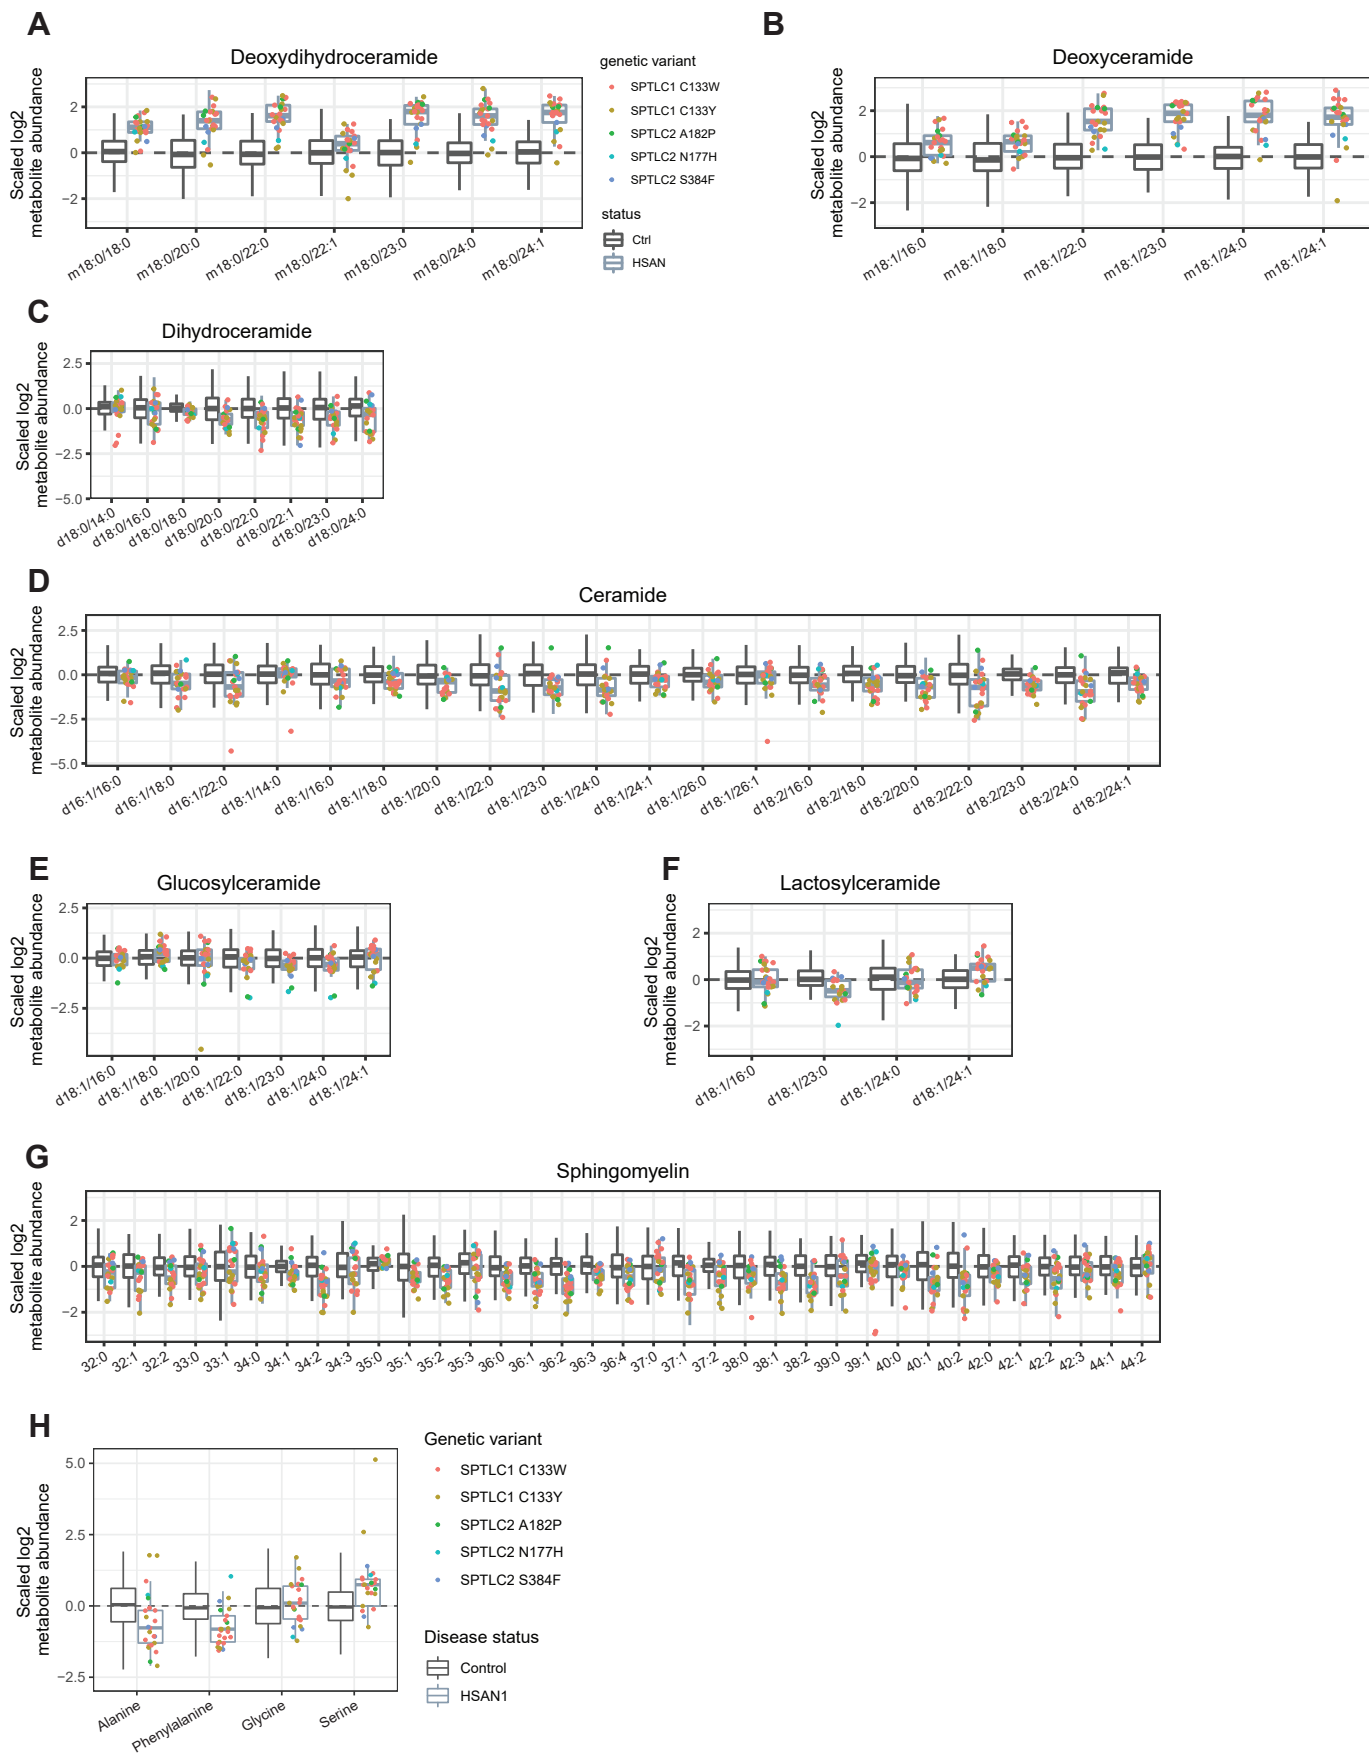 A
Deoxydihydroceramide
Scaled log2
metabolite abundance
2
0
−2
m18:0/18:0
m18:0/20:0
m18:0/22:0
m18:0/22:1
m18:0/23:0
m18:0/24:0
m18:0/24:1
genetic variant
SPTLC1 C133W
SPTLC1 C133Y
SPTLC2 A182P
SPTLC2 N177H
SPTLC2 S384F
status
Ctrl
HSAN
B
Deoxyceramide
Scaled log2
metabolite abundance
2
0
−2
m18:1/16:0
m18:1/18:0
m18:1/22:0
m18:1/23:0
m18:1/24:0
m18:1/24:1
C
Dihydroceramide
Scaled log2
metabolite abundance
2.5
0.0
−2.5
−5.0
d18:0/14:0
d18:0/16:0
d18:0/18:0
d18:0/20:0
d18:0/22:0
d18:0/22:1
d18:0/23:0
d18:0/24:0
D
Ceramide
Scaled log2
metabolite abundance
2.5
0.0
−2.5
−5.0
d16:1/16:0
d16:1/18:0
d16:1/22:0
d18:1/14:0
d18:1/16:0
d18:1/18:0
d18:1/20:0
d18:1/22:0
d18:1/23:0
d18:1/24:0
d18:1/24:1
d18:1/26:0
d18:1/26:1
d18:2/16:0
d18:2/18:0
d18:2/20:0
d18:2/22:0
d18:2/23:0
d18:2/24:0
d18:2/24:1
E
Glucosylceramide
Scaled log2
metabolite abundance
2.5
0.0
−2.5
d18:1/16:0
d18:1/18:0
d18:1/20:0
d18:1/22:0
d18:1/23:0
d18:1/24:0
d18:1/24:1
F
Lactosylceramide
Scaled log2
metabolite abundance
2
0
−2
d18:1/16:0
d18:1/23:0
d18:1/24:0
d18:1/24:1
G
Sphingomyelin
Scaled log2
metabolite abundance
2
0
−2
32:0
32:1
32:2
33:0
33:1
34:0
34:1
34:2
34:3
35:0
35:1
35:2
35:3
36:0
36:1
36:2
36:3
36:4
37:0
37:1
37:2
38:0
38:1
38:2
39:0
39:1
40:0
40:1
40:2
42:0
42:1
42:2
42:3
44:1
44:2
H
Scaled log2
metabolite abundance
5.0
2.5
0.0
−2.5
Alanine
Phenylalanine
Glycine
Serine
Genetic variant
SPTLC1 C133W
SPTLC1 C133Y
SPTLC2 A182P
SPTLC2 N177H
SPTLC2 S384F
Disease status
Control
HSAN1